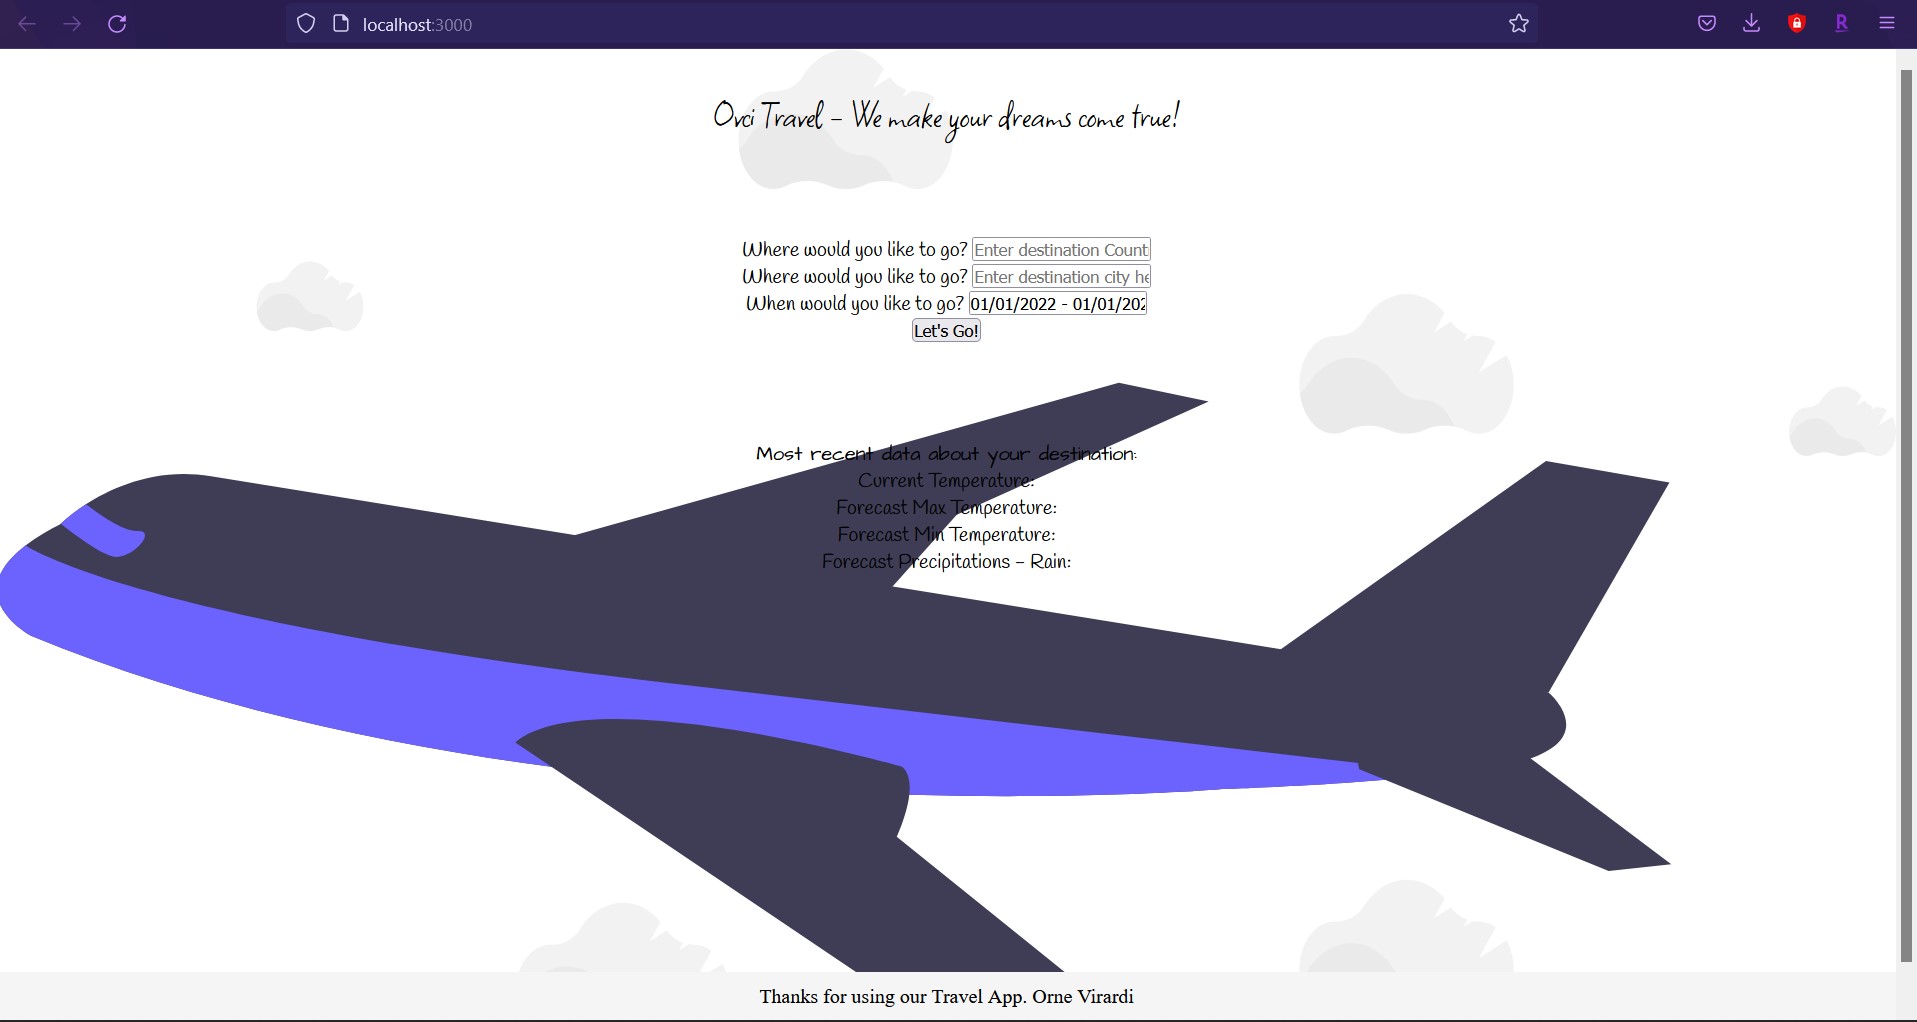 localhost:3000
R
Ovci Travel - We make your dreams come true!
Where would you like to go? Enter destination Count
Where would you like to go? Enter destination city he
When would you like to go? 01/01/2022 - 01/01/202
Let's Go!
Most recent data about your destination:
Current Temperature:
Forecast Max Temperature:
Forecast Min Temperature:
Forecast Precipitations - Rain:
Thanks for using our Travel App. Orne Virardi